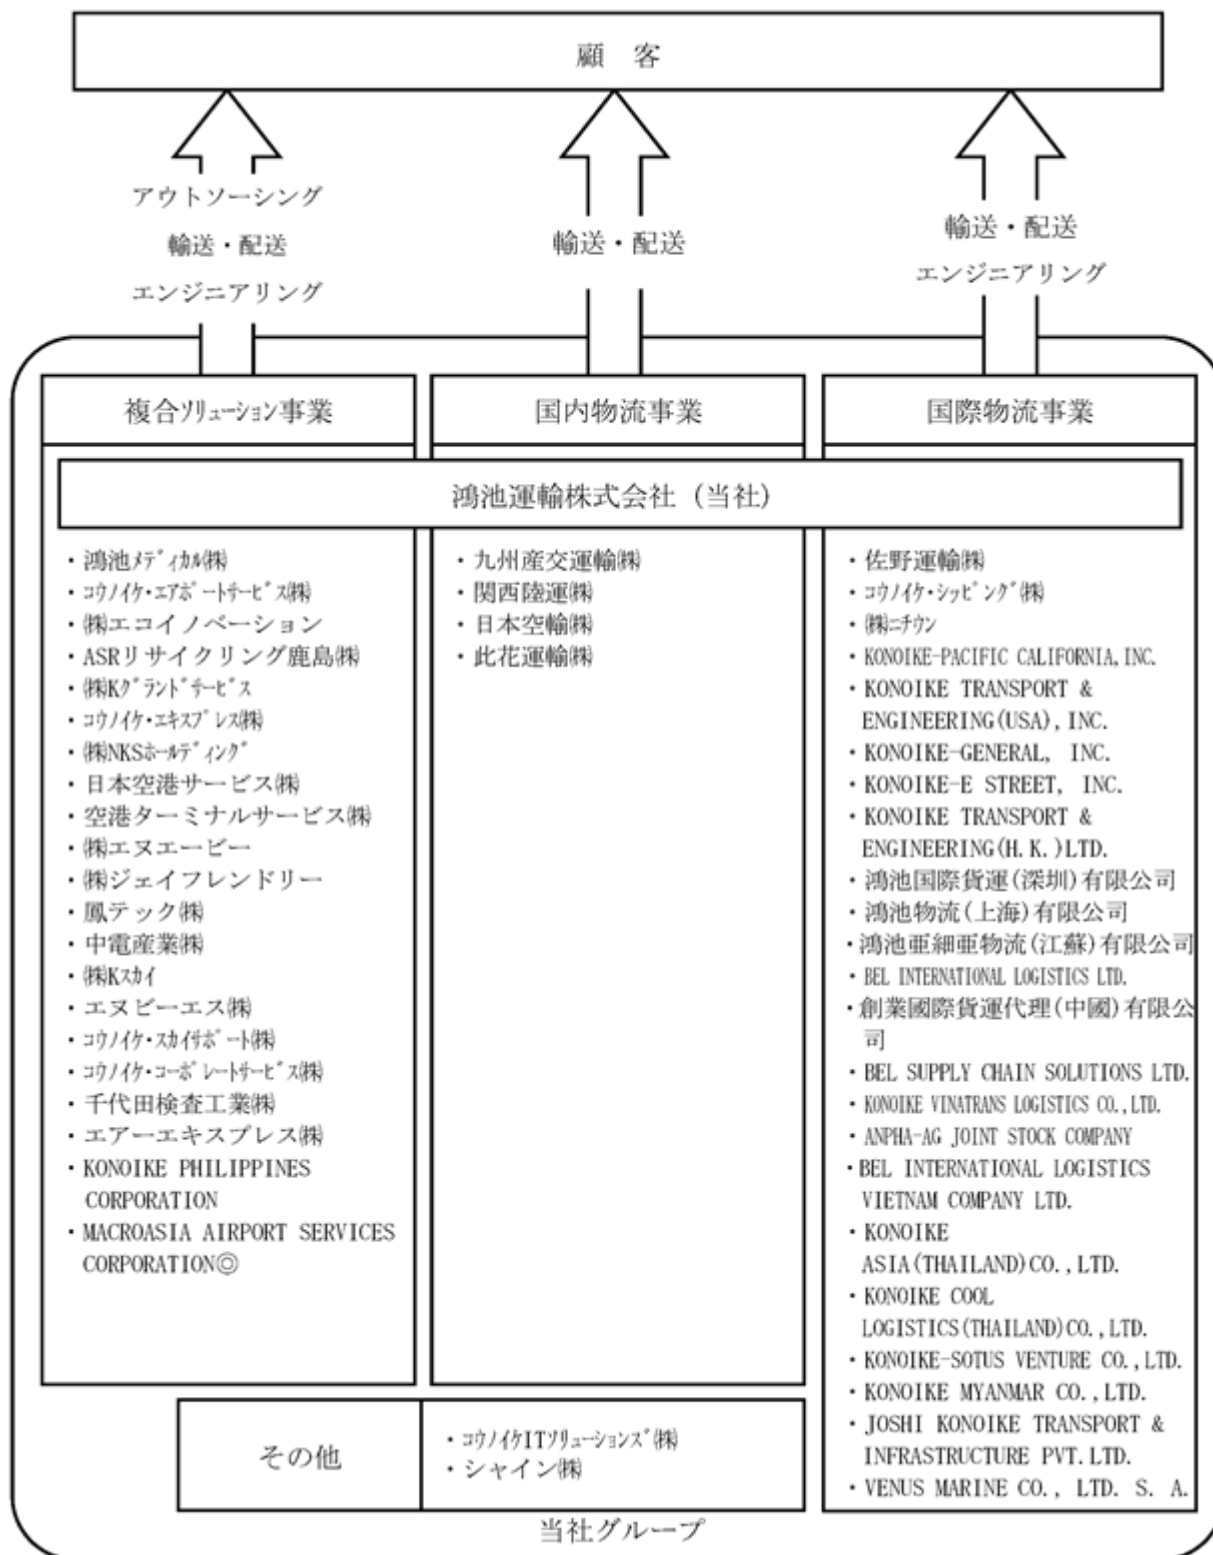 顧 客
アウトソーシング
輸送・配送
エンジニアリング
輸送・配送
輸送・配送
エンジニアリング
複合ソリューション事業
国内物流事業
国際物流事業
鴻池運輸株式会社（当社）
・鴻池メディカル㈱
・コウノイケ・エアポートサービス㈱
・㈱エコイノベーション
・ASRリサイクリング鹿島㈱
・㈱Kグランドサービス
・コウノイケ・エキスプレス㈱
・㈱NKSホールディング
・日本空港サービス㈱
・空港ターミナルサービス㈱
・㈱エヌエービー
・㈱ジェイフレンドリー
・鳳テック㈱
・中電産業㈱
・㈱Kスカイ
・エヌビーエス㈱
・コウノイケ・スカイサポート㈱
・コウノイケ・コーポレートサービス㈱
・千代田検査工業㈱
・エアーエキスプレス㈱
・KONOIKE PHILIPPINES
CORPORATION
・MACROASIA AIRPORT SERVICES
CORPORATION◎
・九州産交運輸㈱
・関西陸運㈱
・日本空輸㈱
・此花運輸㈱
・佐野運輸㈱
・コウノイケ・シッピング㈱
・㈱ニチウン
・KONOIKE-PACIFIC CALIFORNIA,INC.
・KONOIKE TRANSPORT &
ENGINEERING(USA),INC.
・KONOIKE-GENERAL, INC.
・KONOIKE-E STREET, INC.
・KONOIKE TRANSPORT &
ENGINEERING(H.K.)LTD.
・鴻池国際貨運(深圳)有限公司
・鴻池物流(上海)有限公司
・鴻池亜細亜物流(江蘇)有限公司
・BEL INTERNATIONAL LOGISTICS LTD.
・創業國際貨運代理(中國)有限公
司
・BEL SUPPLY CHAIN SOLUTIONS LTD.
・KONOIKE VINATRANS LOGISTICS CO.,LTD.
・ANPHA-AG JOINT STOCK COMPANY
・BEL INTERNATIONAL LOGISTICS
VIETNAM COMPANY LTD.
・KONOIKE
ASIA(THAILAND)CO.,LTD.
・KONOIKE COOL
LOGISTICS(THAILAND)CO.,LTD.
・KONOIKE-SOTUS VENTURE CO.,LTD.
・KONOIKE MYANMAR CO.,LTD.
・JOSHI KONOIKE TRANSPORT &
INFRASTRUCTURE PVT.LTD.
・VENUS MARINE CO., LTD. S. A.
その他
・コウノイケITソリューションズ㈱
・シャイン㈱
当社グループ